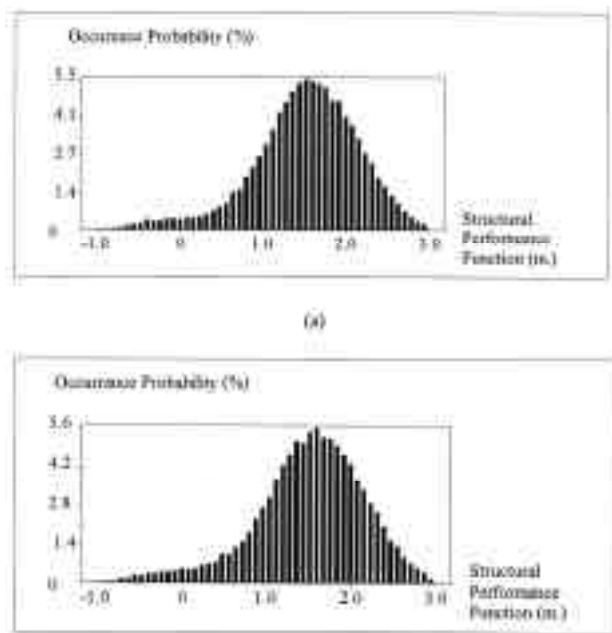 Occurrence Probability (%)
5.5
4.1
2.7
1.4
0
-1.0 0 1.0 2.0 3.0
Structural
Performance
Function (m.)
(a)
Occurrence Probability (%)
5.6
4.2
2.8
1.4
0
-1.0 0 1.0 2.0 3.0
Structural
Performance
Function (m.)